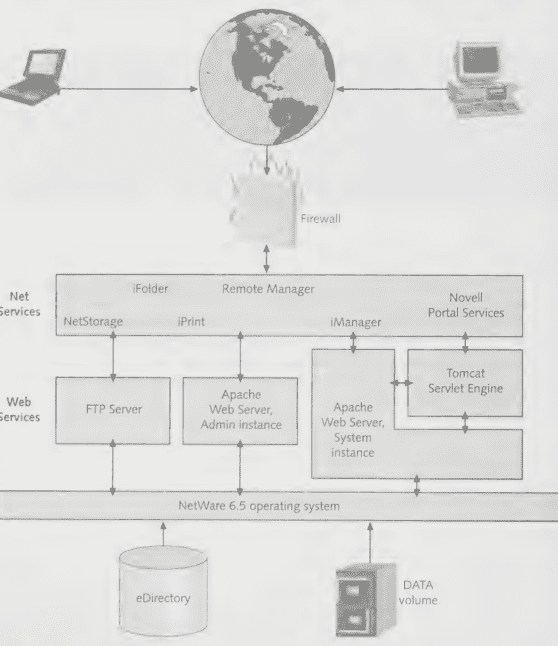 Firewall
Net
Services
iFolder
Remote Manager
Novell
Portal Services
NetStorage
iPrint
iManager
Web
Services
FTP Server
Apache
Web Server,
Admin instance
Apache
Web Server,
System
instance
Tomcat
Servlet Engine
NetWare 6.5 operating system
eDirectory
DATA
volume